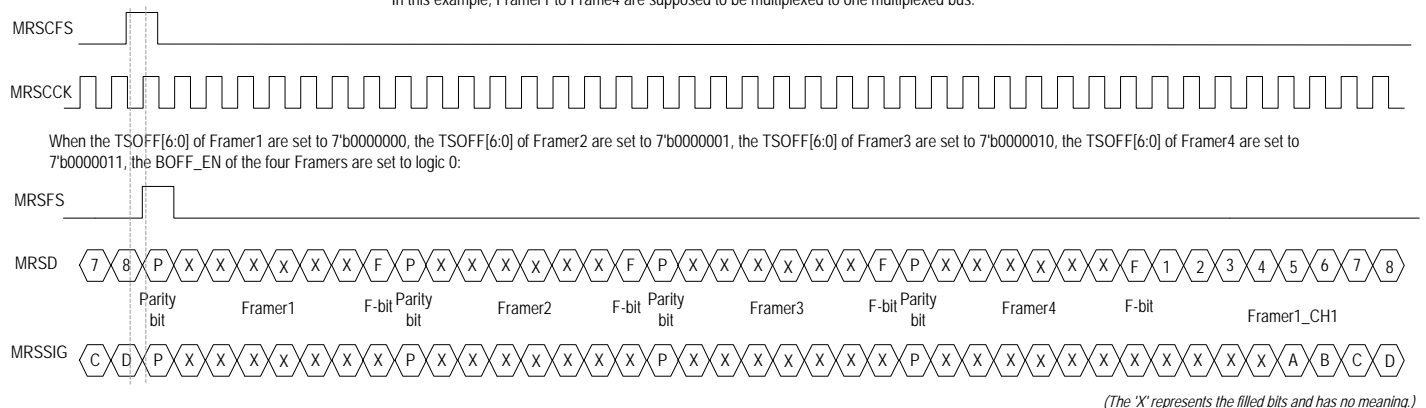 In this example, Framer1 to Frame4 are supposed to be multiplexed to one multiplexed bus:
MRSCFS
MRSCCK
When the TSOFF[6:0] of Framer1 are set to 7'b0000000, the TSOFF[6:0] of Framer2 are set to 7'b0000001, the TSOFF[6:0] of Framer3 are set to 7'b0000010, the TSOFF[6:0] of Framer4 are set to
7'b0000011, the BOFF_EN of the four Framers are set to logic 0:
MRSFS
MRSD 7 8 P X X X X X X F P X X X X X X F P X X X X X X F P X X X X X X F 1 2 3 4 5 6 7 8
Parity bit Framer1 F-bit Parity bit Framer2 F-bit Parity bit Framer3 F-bit Parity bit Framer4 F-bit Framer1_CH1
MRSSIG C D P X X X X X X X P X X X X X X X P X X X X X X X P X X X X X X X X X X X A B C D
(The 'X' represents the filled bits and has no meaning.)